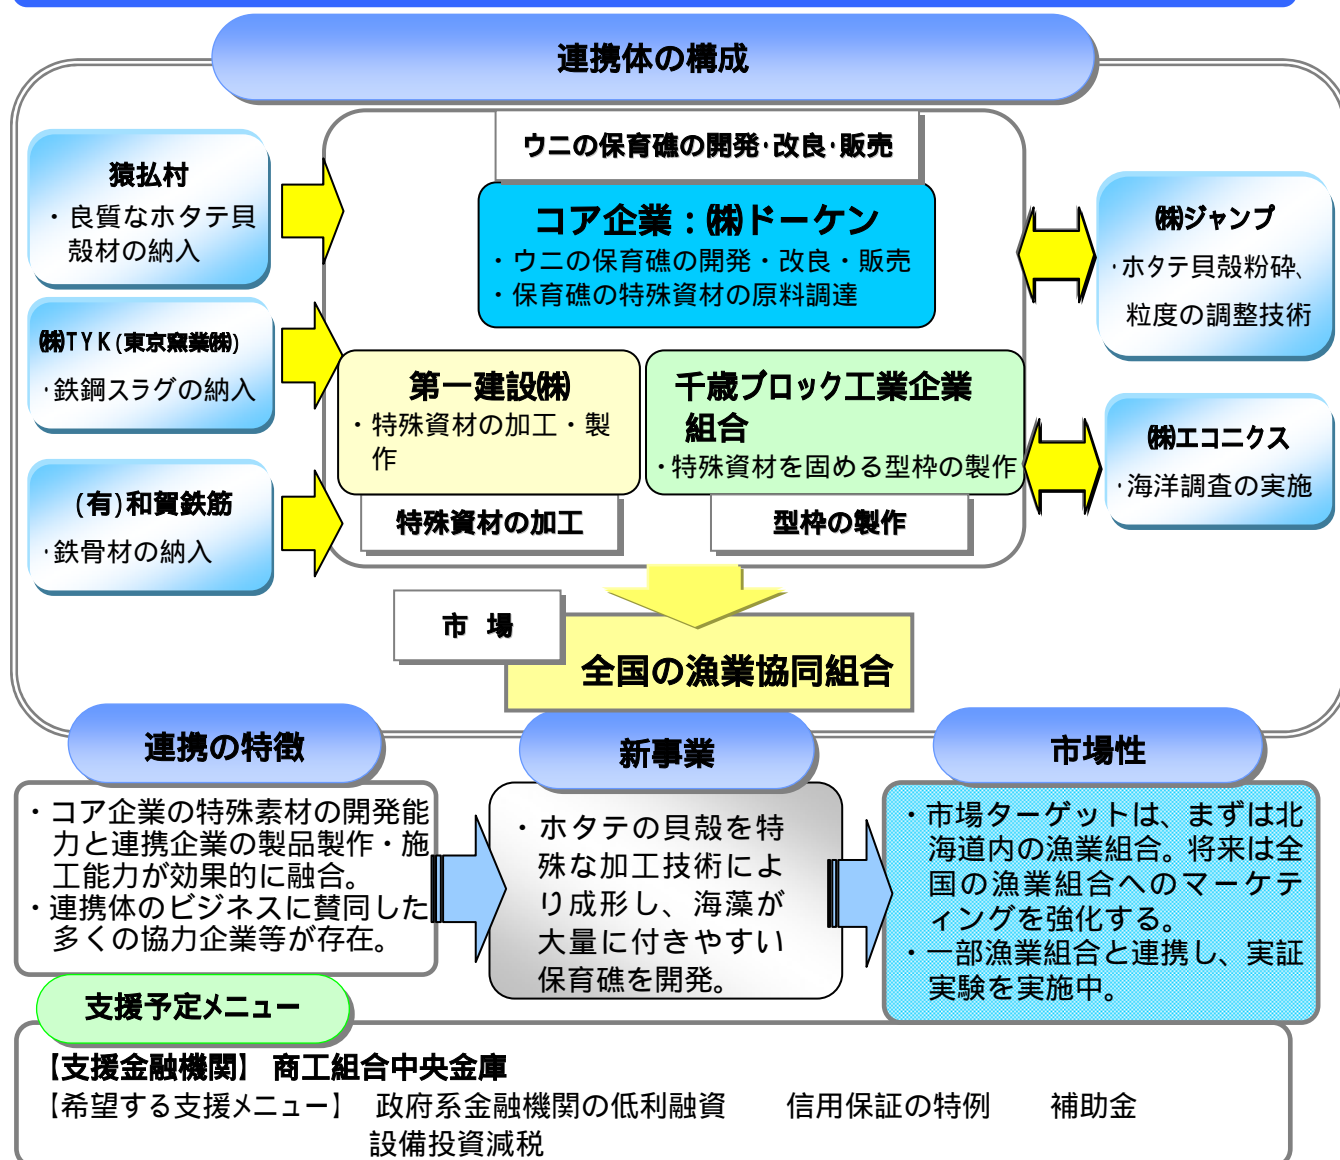 連携体の構成
ウニの保育礁の開発・改良・販売
猿払村
・良質なホタテ貝
殻材の納入
コア企業：㈱ドーケン
・ウニの保育礁の開発・改良・販売
・保育礁の特殊資材の原料調達
㈱ジャンプ
・ホタテ貝殻粉砕、
粒度の調整技術
㈱TYK(東京窯業㈱)
・鉄鋼スラグの納入
第一建設㈱
・特殊資材の加工・製
作
千歳ブロック工業企業
組合
・特殊資材を固める型枠の製作
㈱エコニクス
・海洋調査の実施
(有)和賀鉄筋
・鉄骨材の納入
特殊資材の加工
型枠の製作
市 場
全国の漁業協同組合
連携の特徴
・コア企業の特殊素材の開発能
力と連携企業の製品製作・施
工能力が効果的に融合。
・連携体のビジネスに賛同した
多くの協力企業等が存在。
新事業
・ホタテの貝殻を特
殊な加工技術によ
り成形し、海藻が
大量に付きやすい
保育礁を開発。
市場性
・市場ターゲットは、まずは北
海道内の漁業組合。将来は全
国の漁業組合へのマーケテ
ィングを強化する。
・一部漁業組合と連携し、実証
実験を実施中。
支援予定メニュー
【支援金融機関】 商工組合中央金庫
【希望する支援メニュー】 政府系金融機関の低利融資 信用保証の特例 補助金
設備投資減税